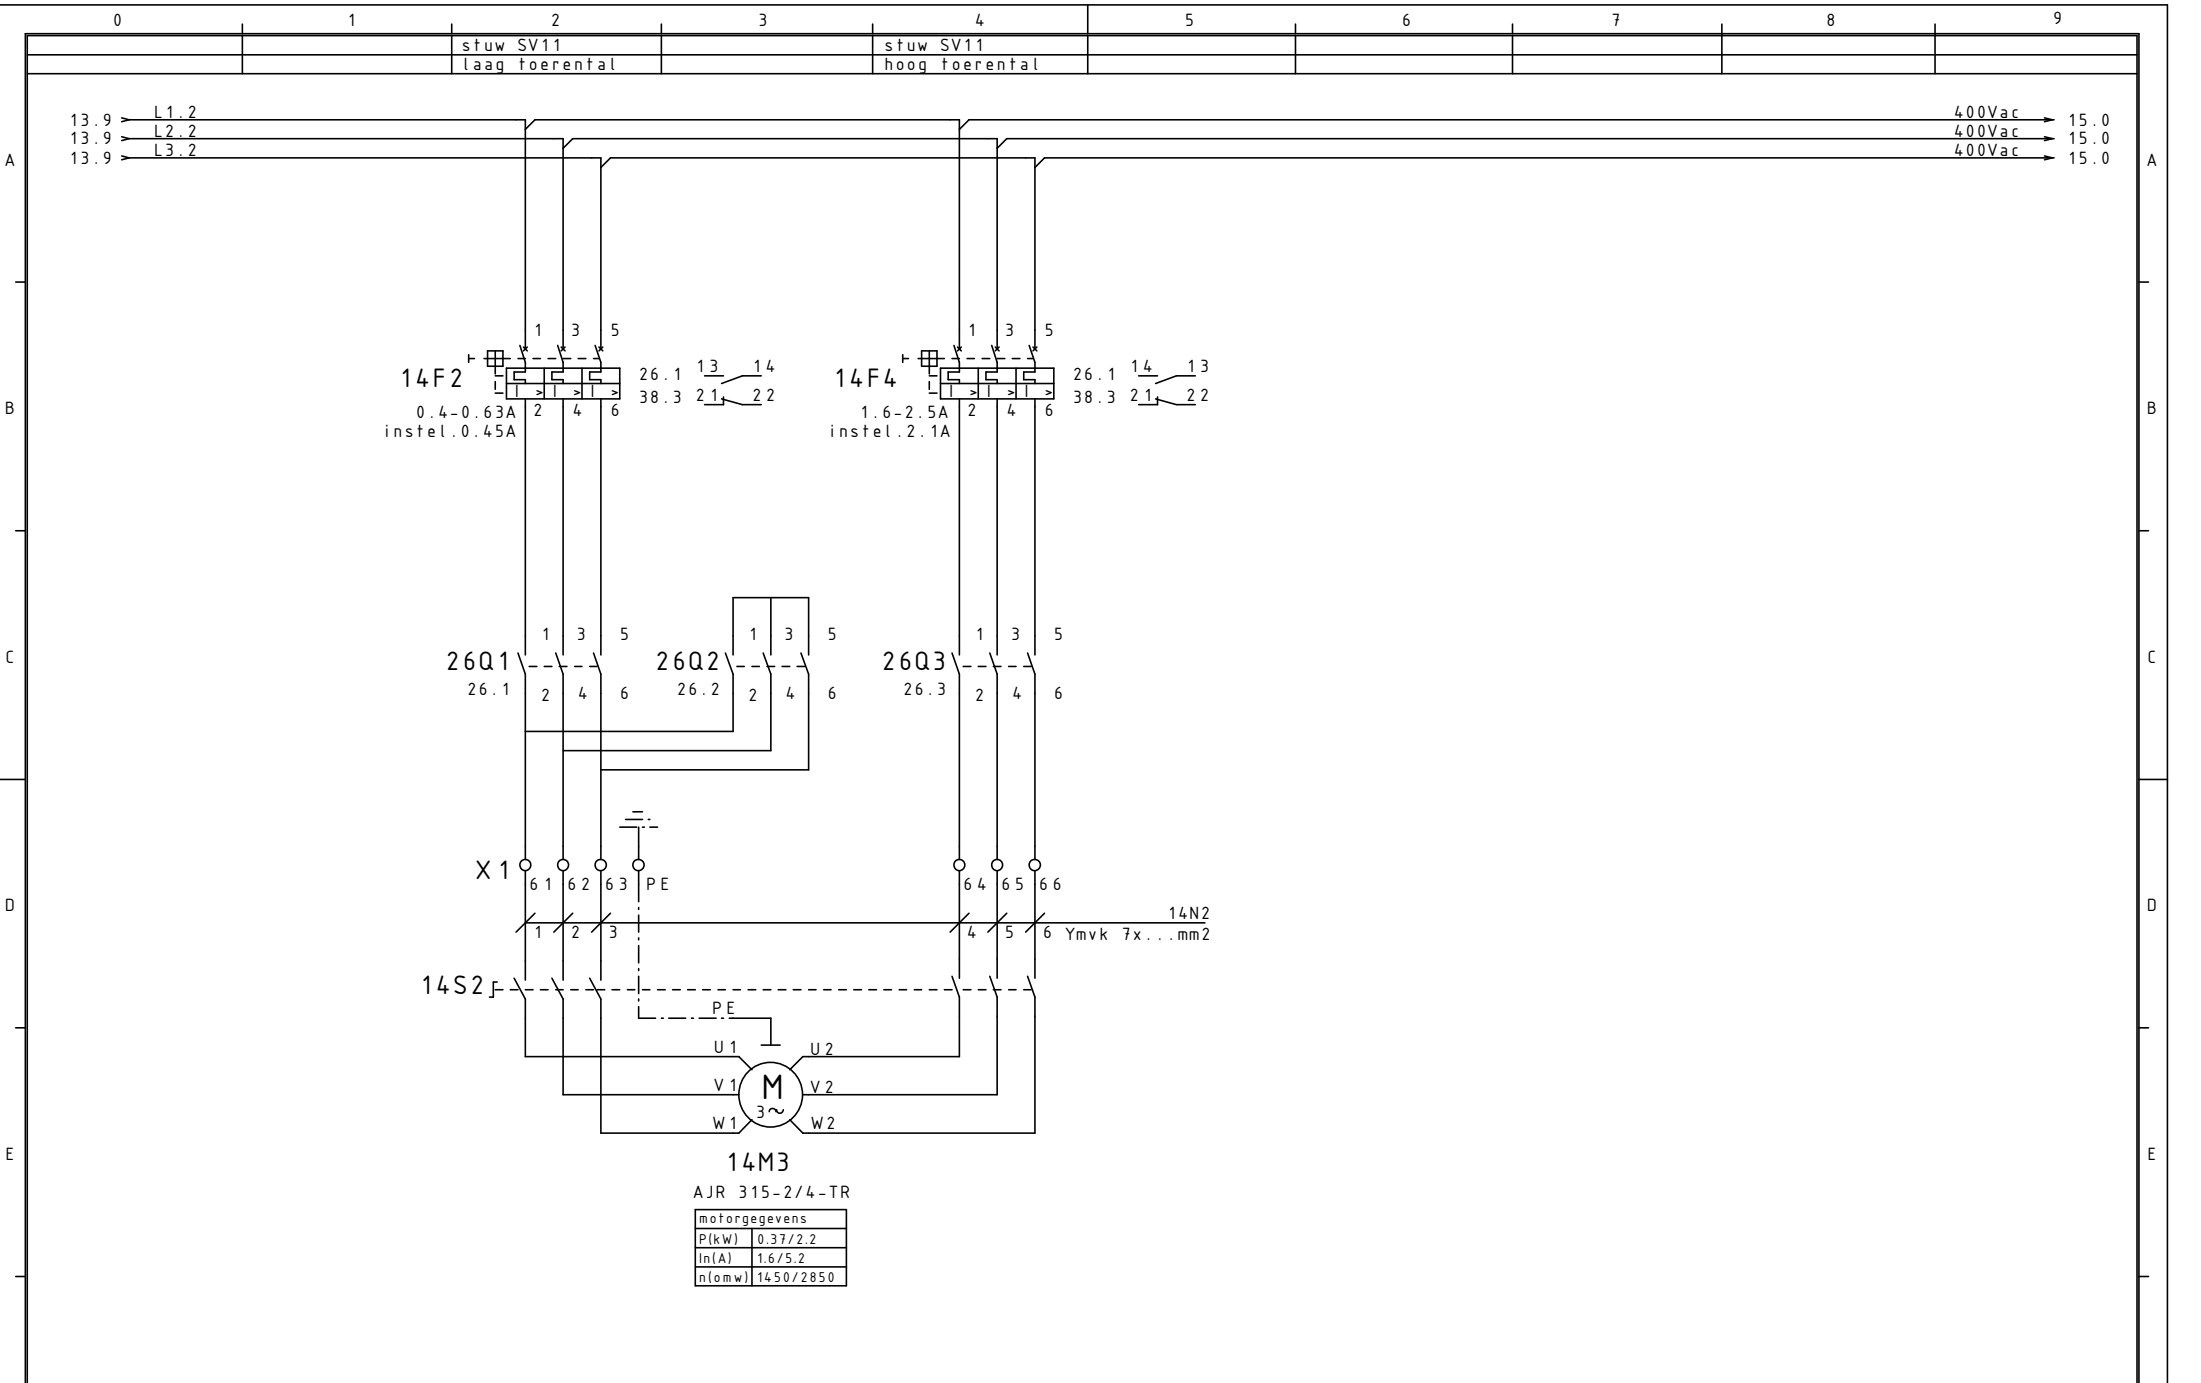 0 1 2 3 4 5 6 7 8 9
stuw SV11 stuw SV11
laag toerental hoog toerental
13.9 L1.2 400Vac 15.0
13.9 L2.2 400Vac 15.0
13.9 L3.2 400Vac 15.0
A A
1 3 5 1 3 5
14F2 26.1 13 14 14F4 26.1 14 13
38.3 21 22 38.3 21 22
B B
0.4-0.63A 2 4 6 1.6-2.5A 2 4 6
instel.0.45A instel.2.1A
1 3 5 1 3 5 1 3 5
C 26Q1 26Q2 26Q3 C
26.1 2 4 6 26.2 2 4 6 26.3 2 4 6
X1
61 62 63 PE 64 65 66
D D
14N2
1 2 3 4 5 6 Ymvk 7x...mm2
14S2
PE
U1 U2
V1 M V2
3~
W1 W2
E E
14M3
AJR 315-2/4-TR
motorgegevens
P(kW) 0.37/2.2
In(A) 1.6/5.2
n(omw) 1450/2850